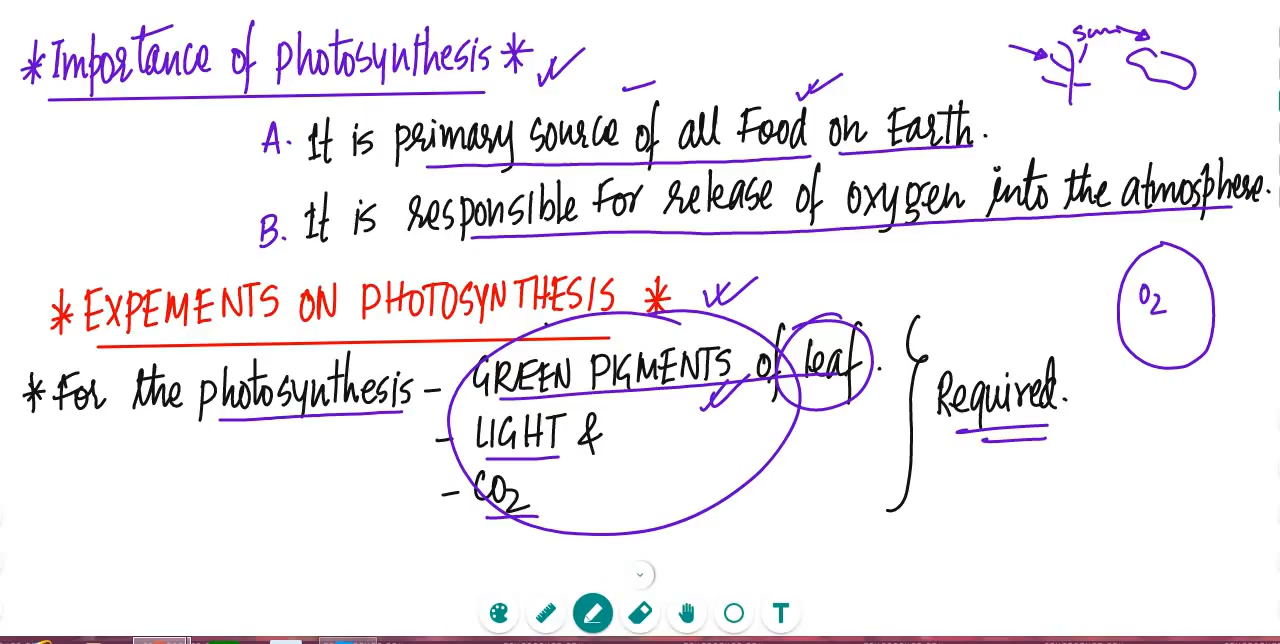 *Importance of photosynthesis*
A. It is primary source of all Food on Earth.
B. It is responsible for release of oxygen into the atmosphere.
O2
* EXPEMENTS ON PHOTOSYNTHESIS *
* For the photosynthesis - GREEN PIGMENTS of leaf.
- LIGHT &
- CO2
Required.
T